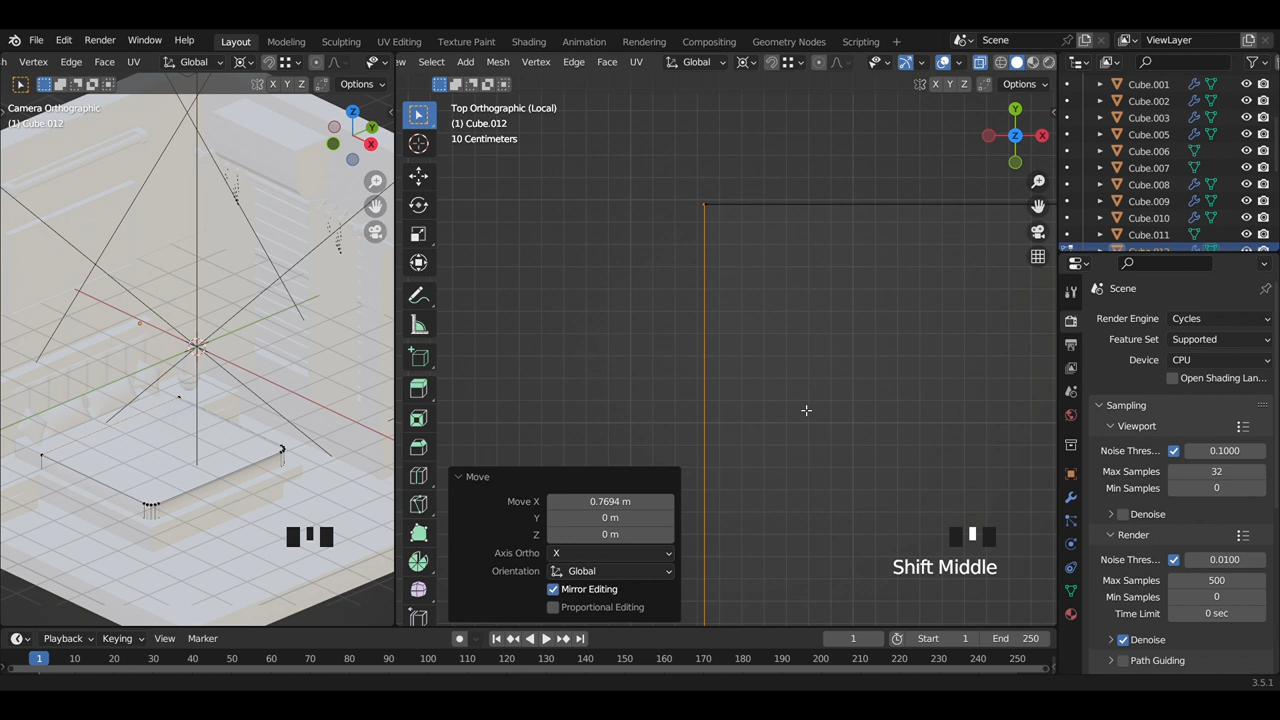 File Edit Render Window Help Layout Modeling Sculpting UV Editing Texture Paint Shading Animation Rendering Compositing Geometry Nodes Scripting Scene ViewLayer
Vertex Edge Face UV Global
Select Add Mesh Vertex Edge Face UV Global
X Y Z Options
X Y Z Options
Camera Orthographic
(1) Cube.012
Z
Y
X
Top Orthographic (Local)
(1) Cube.012
10 Centimeters
Y
Z
X
Move
Move X 0.7694 m
Y 0 m
Z 0 m
Axis Ortho X
Orientation Global
Mirror Editing
Proportional Editing
Shift Middle
Cube.001
Cube.002
Cube.003
Cube.005
Cube.006
Cube.007
Cube.008
Cube.009
Cube.010
Cube.011
Scene
Render Engine Cycles
Feature Set Supported
Device CPU
Open Shading Lan...
Sampling
Viewport
Noise Thres... 0.1000
Max Samples 32
Min Samples 0
Denoise
Render
Noise Thres... 0.0100
Max Samples 500
Min Samples 0
Time Limit 0 sec
Denoise
Path Guiding
Playback Keying View Marker 1 Start 1 End 250
1 10 20 30 40 50 60 70 80 90 100 110 120 130 140 150 160 170 180 190 200 210 220 230 240 250
3.5.1